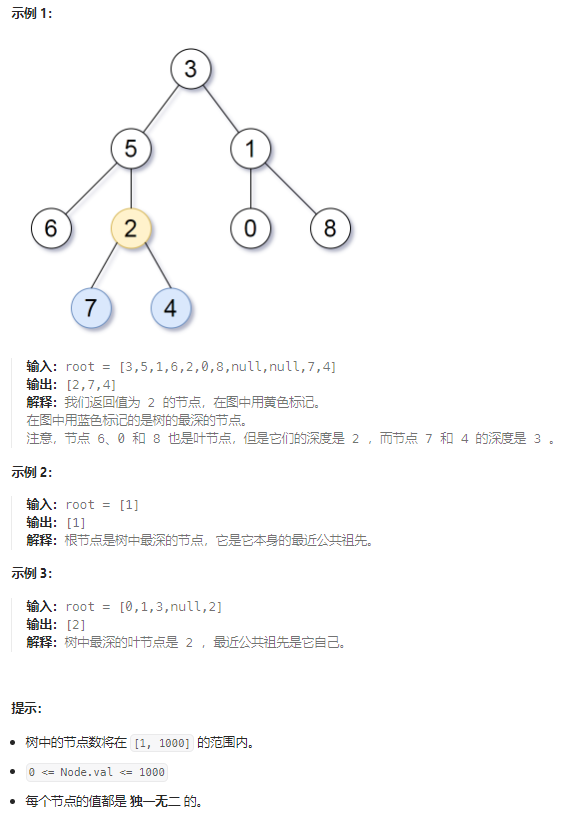 示例 1：
3
5 1
6 2 0 8
7 4
输入：root = [3,5,1,6,2,0,8,null,null,7,4]
输出：[2,7,4]
解释：我们返回值为 2 的节点，在图中用黄色标记。
在图中用蓝色标记的是树的最深的节点。
注意，节点 6、0 和 8 也是叶节点，但是它们的深度是 2 ，而节点 7 和 4 的深度是 3 。
示例 2：
输入：root = [1]
输出：[1]
解释：根节点是树中最深的节点，它是它本身的最近公共祖先。
示例 3：
输入：root = [0,1,3,null,2]
输出：[2]
解释：树中最深的叶节点是 2 ，最近公共祖先是它自己。
提示：
树中的节点数将在 [1, 1000] 的范围内。
0 <= Node.val <= 1000
每个节点的值都是 独一无二 的。